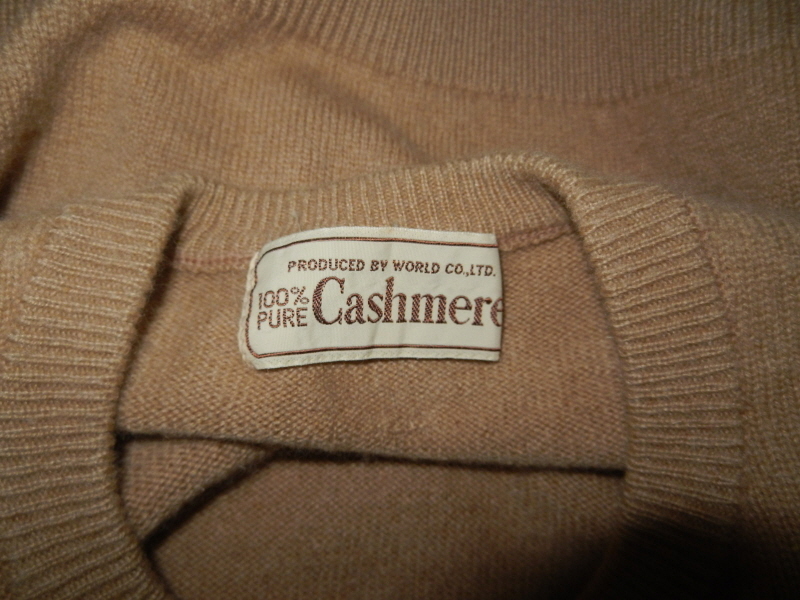 PRODUCED BY WORLD CO.,LTD.
100% PURE Cashmere